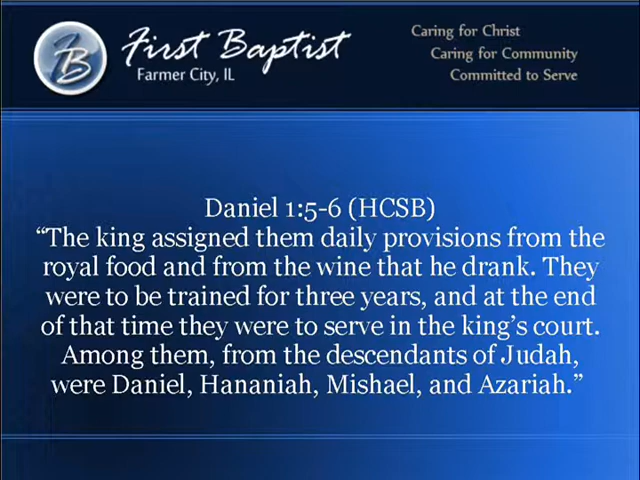 FB
First Baptist
Farmer City, IL
Caring for Christ
Caring for Community
Committed to Serve
Daniel 1:5-6 (HCSB)
“The king assigned them daily provisions from the
royal food and from the wine that he drank. They
were to be trained for three years, and at the end
of that time they were to serve in the king’s court.
Among them, from the descendants of Judah,
were Daniel, Hananiah, Mishael, and Azariah.”